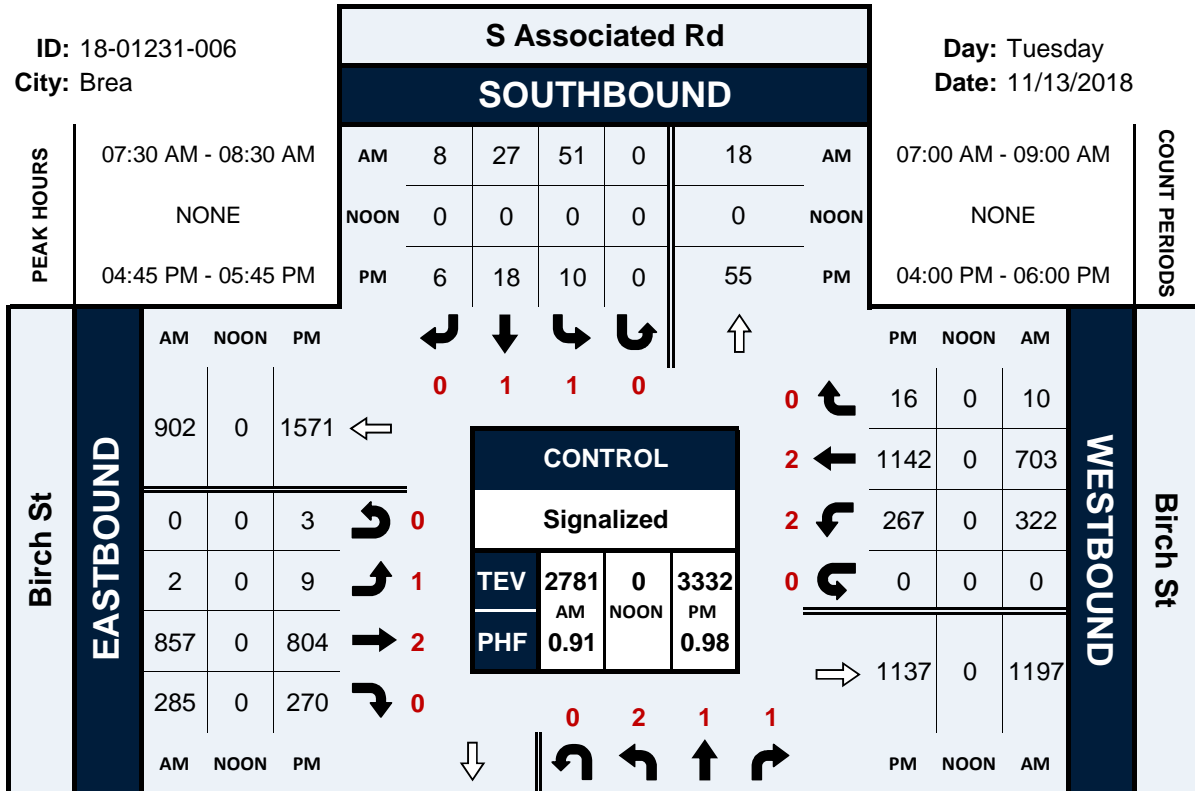 ID: 18-01231-006
City: Brea
S Associated Rd
SOUTHBOUND
Day: Tuesday
Date: 11/13/2018
PEAK HOURS
07:30 AM - 08:30 AM
NONE
04:45 PM - 05:45 PM
AM 8 27 51 0 18 AM
NOON 0 0 0 0 0 NOON
PM 6 18 10 0 55 PM
07:00 AM - 09:00 AM
NONE
04:00 PM - 06:00 PM
COUNT PERIODS
0 1 1 0
Birch St
EASTBOUND
AM NOON PM
902 0 1571
0 0 3 0
2 0 9 1
857 0 804 2
285 0 270 0
AM NOON PM
CONTROL
Signalized
TEV 2781 0 3332
AM NOON PM
PHF 0.91 0.98
PM NOON AM
0 16 0 10
2 1142 0 703
2 267 0 322
0 0 0 0
1137 0 1197
PM NOON AM
WESTBOUND
Birch St
0 2 1 1